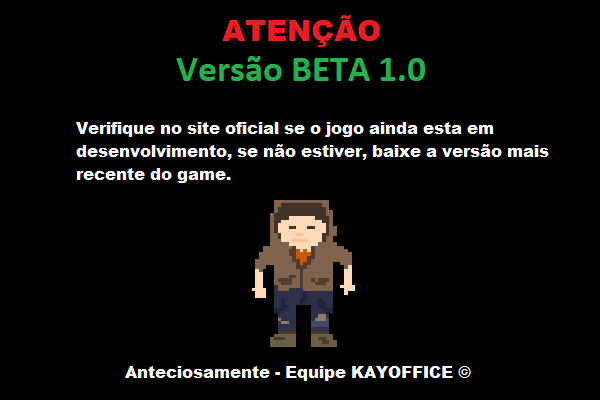 ATENÇÃO
Versão BETA 1.0
Verifique no site oficial se o jogo ainda esta em
desenvolvimento, se não estiver, baixe a versão mais
recente do game.
Anteciosamente - Equipe KAYOFFICE ©